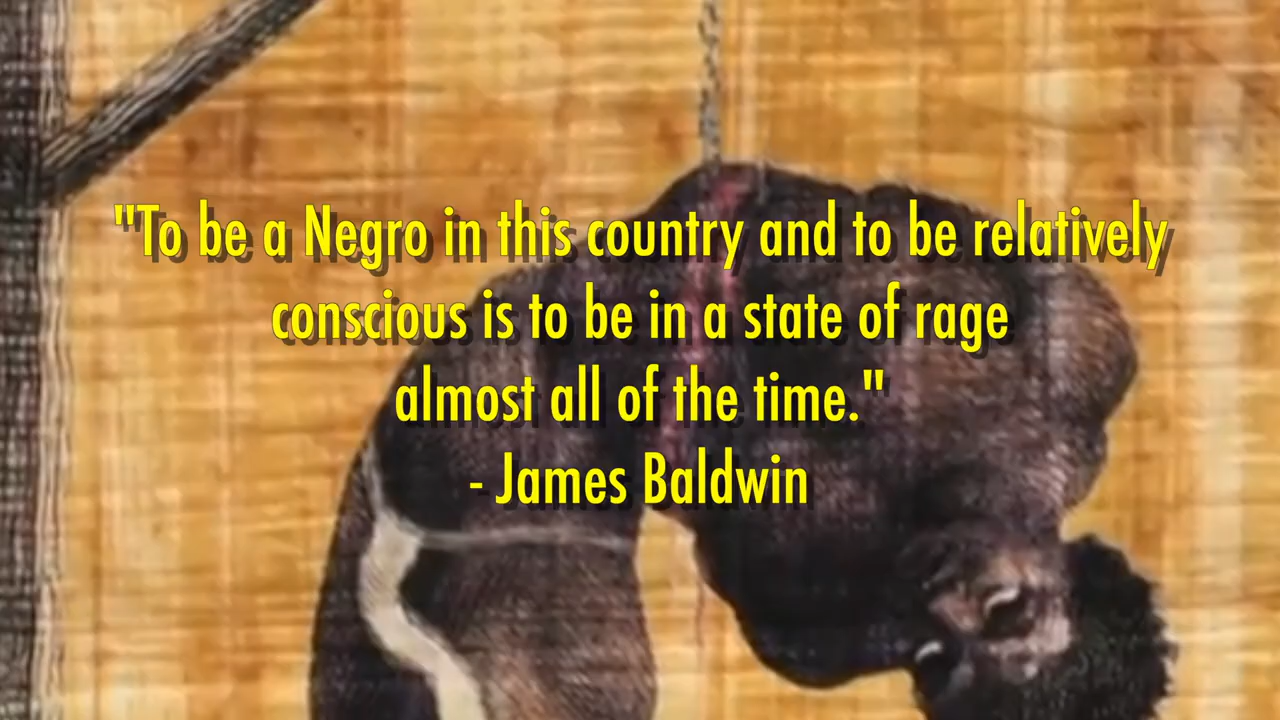 "To be a Negro in this country and to be relatively
conscious is to be in a state of rage
almost all of the time."
- James Baldwin